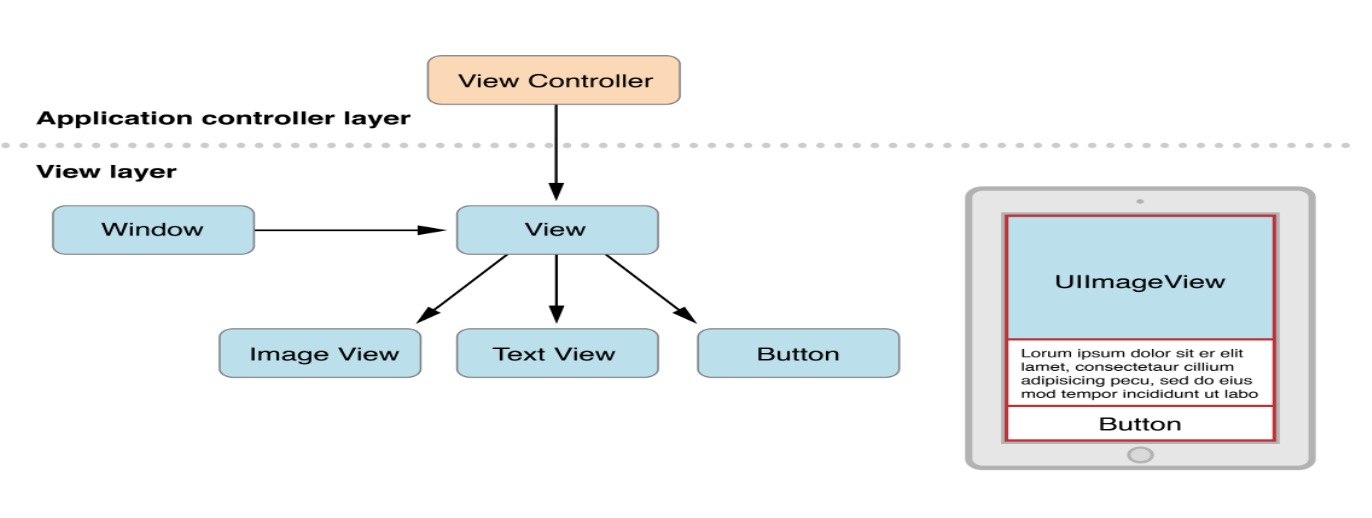 View Controller
Application controller layer
View layer
Window
View
Image View
Text View
Button
UIImageView
Lorum ipsum dolor sit er elit
lamet, consectetaur cillium
adipisicing pecu, sed do eius
mod tempor incididunt ut labo
Button